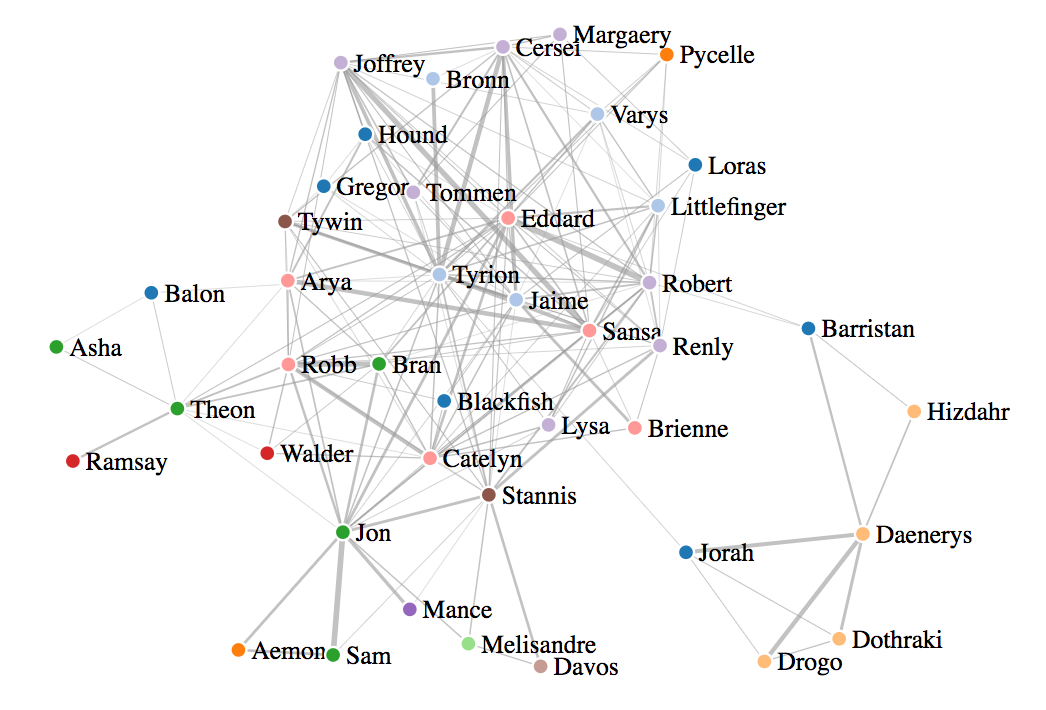 Margaery
Cersei
Pycelle
Joffrey
Bronn
Varys
Hound
Loras
Gregor
Tommen
Littlefinger
Tywin
Eddard
Tyrion
Arya
Robert
Balon
Jaime
Barristan
Sansa
Asha
Renly
Robb
Bran
Blackfish
Theon
Hizdahr
Lysa
Brienne
Walder
Ramsay
Catelyn
Stannis
Jon
Daenerys
Jorah
Mance
Dothraki
Melisandre
Aemon
Sam
Drogo
Davos